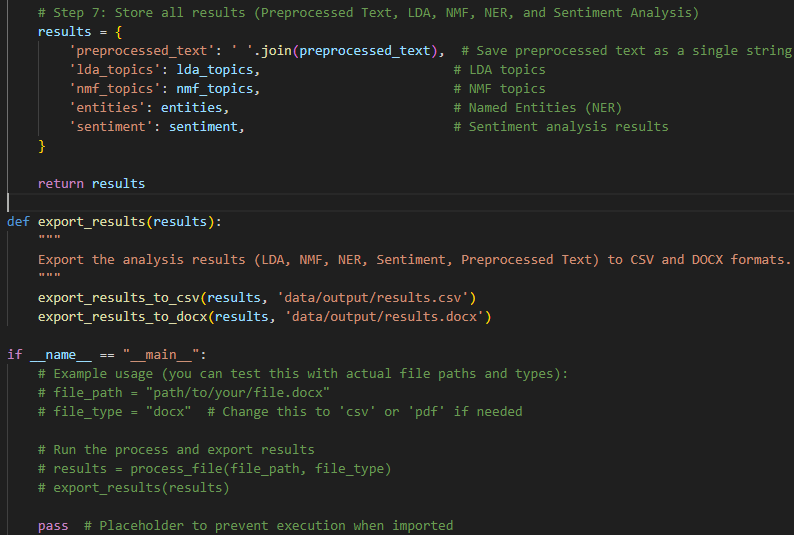 # Step 7: Store all results (Preprocessed Text, LDA, NMF, NER, and Sentiment Analysis)
results = {
'preprocessed_text': ' '.join(preprocessed_text),  # Save preprocessed text as a single string
'lda_topics': lda_topics,  # LDA topics
'nmf_topics': nmf_topics,  # NMF topics
'entities': entities,  # Named Entities (NER)
'sentiment': sentiment,  # Sentiment analysis results
}
return results
def export_results(results):
"""
Export the analysis results (LDA, NMF, NER, Sentiment, Preprocessed Text) to CSV and DOCX formats.
"""
export_results_to_csv(results, 'data/output/results.csv')
export_results_to_docx(results, 'data/output/results.docx')
if __name__ == "__main__":
# Example usage (you can test this with actual file paths and types):
# file_path = "path/to/your/file.docx"
# file_type = "docx"  # Change this to 'csv' or 'pdf' if needed
# Run the process and export results
# results = process_file(file_path, file_type)
# export_results(results)
pass  # Placeholder to prevent execution when imported